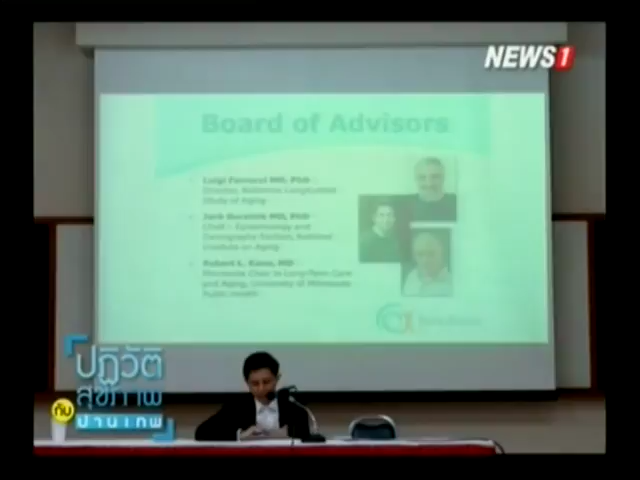 NEWS1
Board of Advisors
Luigi Ferrucci MD, PhD -
Director, Baltimore Longitudinal
Study of Aging
Jack Guralnik MD, PhD -
Chief - Epidemiology and
Demography Section, National
Institute on Aging
Robert L. Kane, MD -
Minnesota Chair in Long-Term Care
and Aging, University of Minnesota
Public Health
ปฏิวัติ
สุขภาพ
กับ
ปานเทพ